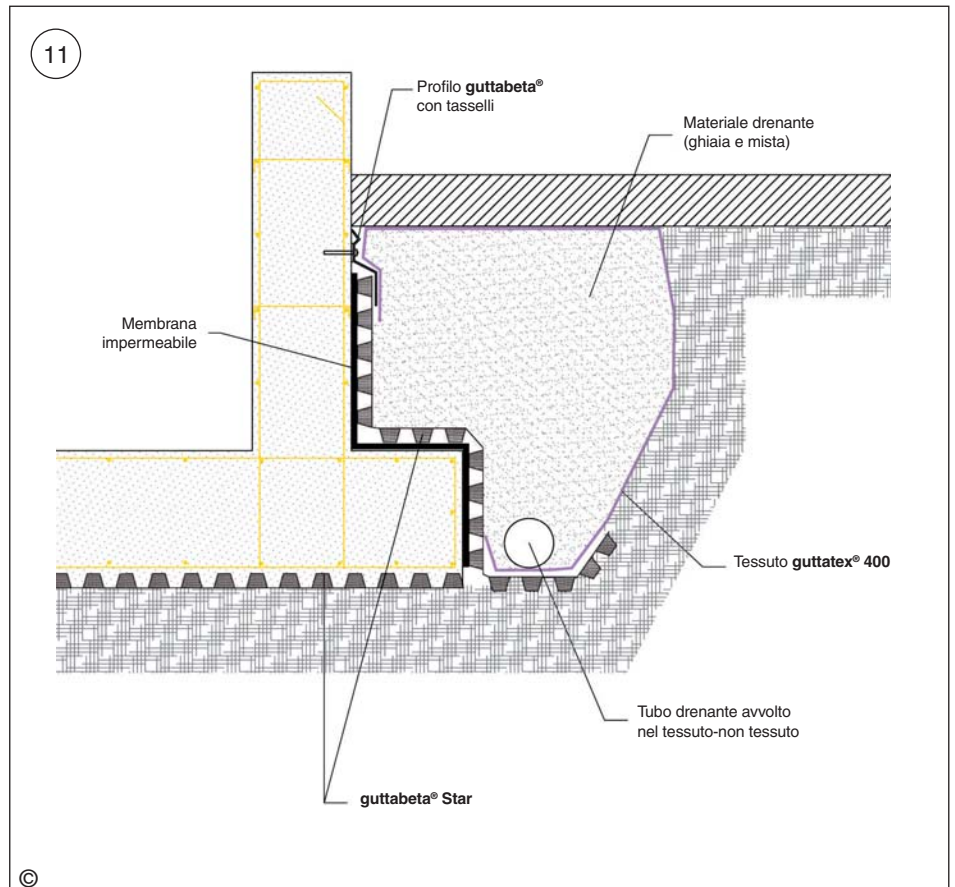 11
Profilo guttabeta®
con tasselli
Materiale drenante
(ghiaia e mista)
Membrana
impermeabile
Tessuto guttatex® 400
Tubo drenante avvolto
nel tessuto-non tessuto
guttabeta® Star
©